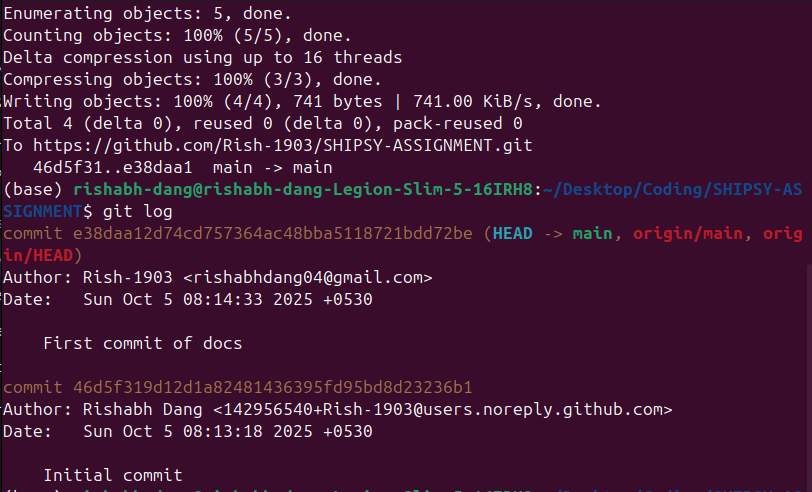 Enumerating objects: 5, done.
Counting objects: 100% (5/5), done.
Delta compression using up to 16 threads
Compressing objects: 100% (3/3), done.
Writing objects: 100% (4/4), 741 bytes | 741.00 KiB/s, done.
Total 4 (delta 0), reused 0 (delta 0), pack-reused 0
To https://github.com/Rish-1903/SHIPSY-ASSIGNMENT.git
   46d5f31..e38daa1  main -> main
(base) rishabh-dang@rishabh-dang-Legion-Slim-5-16IRH8:~/Desktop/Coding/SHIPSY-AS
SIGNMENT$ git log
commit e38daa12d74cd757364ac48bba5118721bdd72be (HEAD -> main, origin/main, orig
in/HEAD)
Author: Rish-1903 <rishabhdang04@gmail.com>
Date:   Sun Oct 5 08:14:33 2025 +0530
    First commit of docs
commit 46d5f319d12d1a82481436395fd95bd8d23236b1
Author: Rishabh Dang <142956540+Rish-1903@users.noreply.github.com>
Date:   Sun Oct 5 08:13:18 2025 +0530
    Initial commit